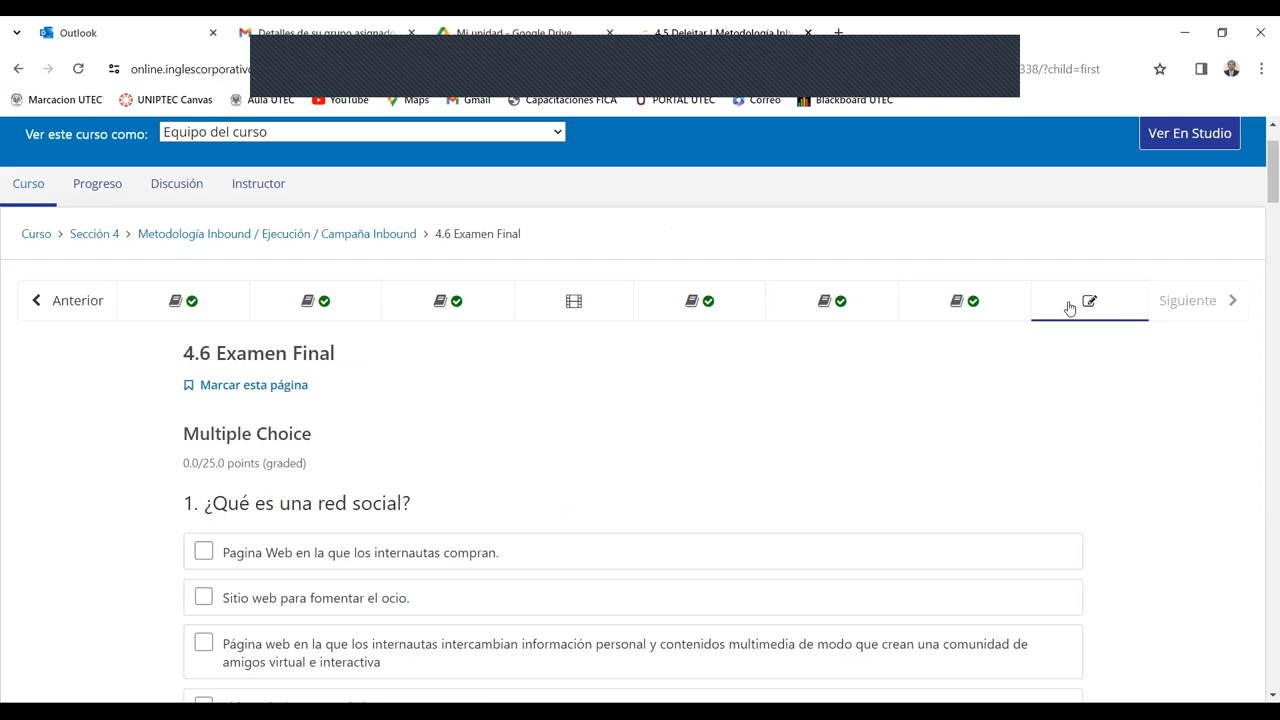 Outlook
Detalles de su grupo asignado
Mi unidad - Google Drive
4.5 Deleitar | Metodología Inb
online.inglescorporativo
338/?child=first
Marcacion UTEC
UNIPTEC Canvas
Aula UTEC
YouTube
Maps
Gmail
Capacitaciones FICA
PORTAL UTEC
Correo
Blackboard UTEC
Ver este curso como:
Equipo del curso
Ver En Studio
Curso
Progreso
Discusión
Instructor
Curso > Sección 4 > Metodología Inbound / Ejecución / Campaña Inbound > 4.6 Examen Final
Anterior
Siguiente
4.6 Examen Final
Marcar esta página
Multiple Choice
0.0/25.0 points (graded)
1. ¿Qué es una red social?
Pagina Web en la que los internautas compran.
Sitio web para fomentar el ocio.
Página web en la que los internautas intercambian información personal y contenidos multimedia de modo que crean una comunidad de
amigos virtual e interactiva